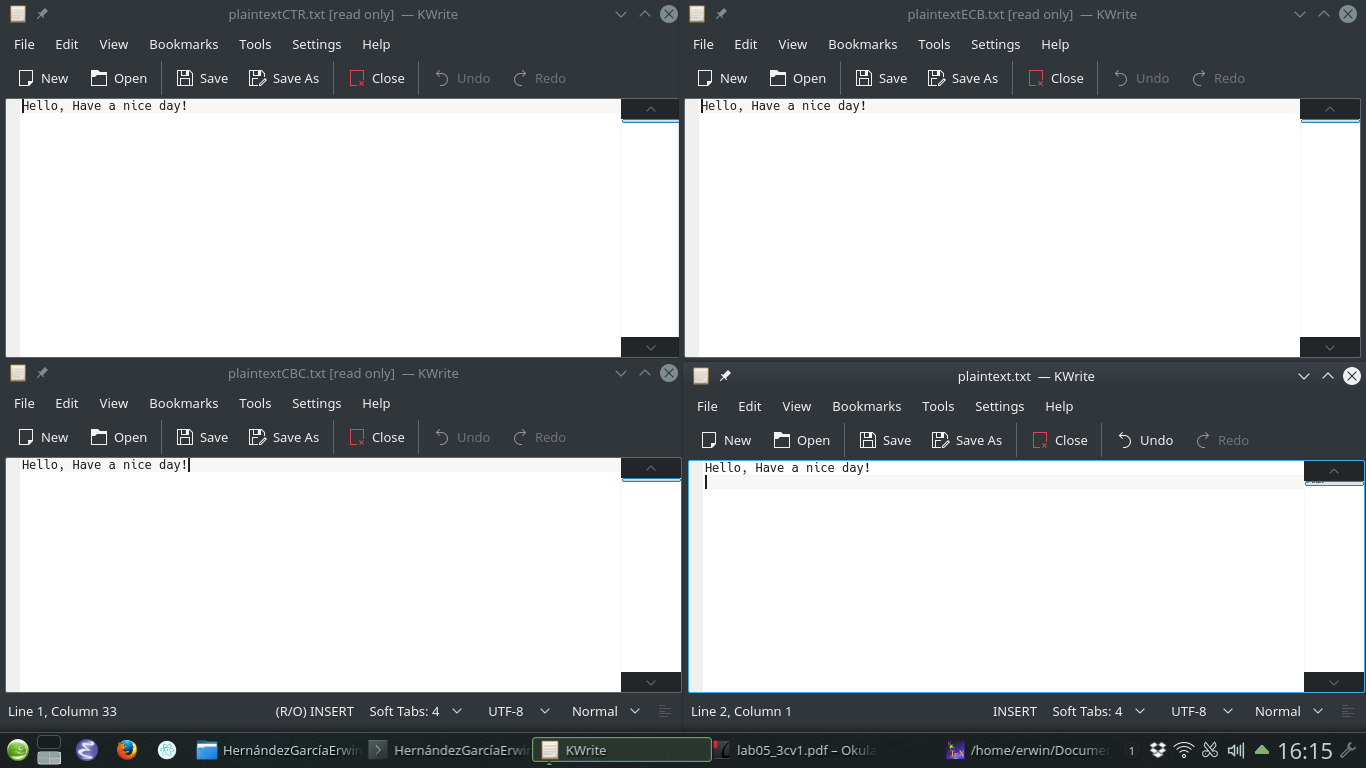 plaintextCTR.txt [read only] — KWrite
File Edit View Bookmarks Tools Settings Help
New Open Save Save As Close Undo Redo
Hello, Have a nice day!
plaintextECB.txt [read only] — KWrite
File Edit View Bookmarks Tools Settings Help
New Open Save Save As Close Undo Redo
Hello, Have a nice day!
plaintextCBC.txt [read only] — KWrite
File Edit View Bookmarks Tools Settings Help
New Open Save Save As Close Undo Redo
Hello, Have a nice day!
Line 1, Column 33 (R/O) INSERT Soft Tabs: 4 UTF-8 Normal
plaintext.txt — KWrite
File Edit View Bookmarks Tools Settings Help
New Open Save Save As Close Undo Redo
Hello, Have a nice day!
Line 2, Column 1 INSERT Soft Tabs: 4 UTF-8 Normal
HernándezGarcíaErwin HernándezGarcíaErwi KWrite lab05_3cv1.pdf – Okula /home/erwin/Docume 1 16:15